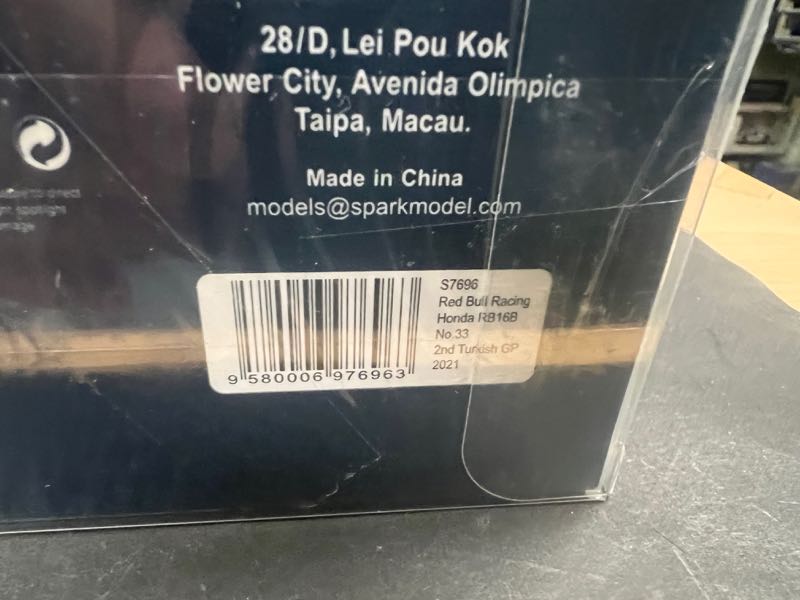 28/D, Lei Pou Kok
Flower City, Avenida Olimpica
Taipa, Macau.
Made in China
models@sparkmodel.com
S7696
Red Bull Racing
Honda RB16B
No.33
2nd Turkish GP
2021
9 580006 976963